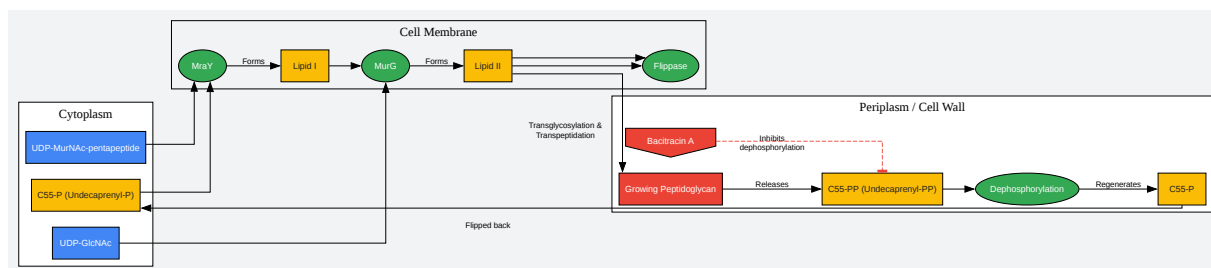 Cell Membrane
MraY
Forms
Lipid I
MurG
Forms
Lipid II
Flippase
Cytoplasm
UDP-MurNAc-pentapeptide
C55-P (Undecaprenyl-P)
UDP-GlcNAc
Transglycosylation &
Transpeptidation
Periplasm / Cell Wall
Bacitracin A
Inhibits
dephosphorylation
Growing Peptidoglycan
Releases
C55-PP (Undecaprenyl-PP)
Dephosphorylation
Regenerates
C55-P
Flipped back